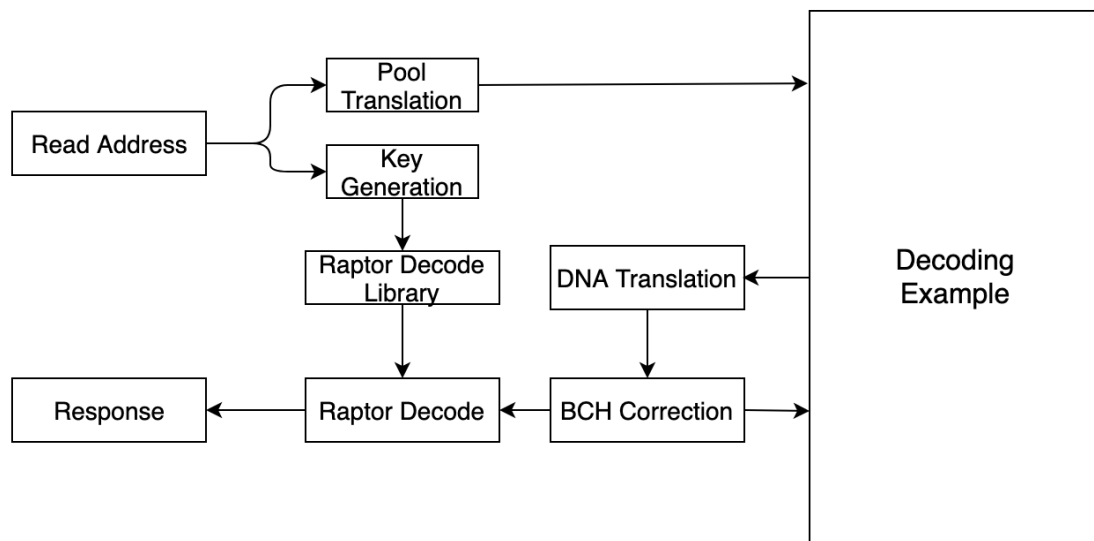 Pool
Translation
Read Address
Key
Generation
Raptor Decode
Library
DNA Translation
Decoding
Example
Response
Raptor Decode
BCH Correction